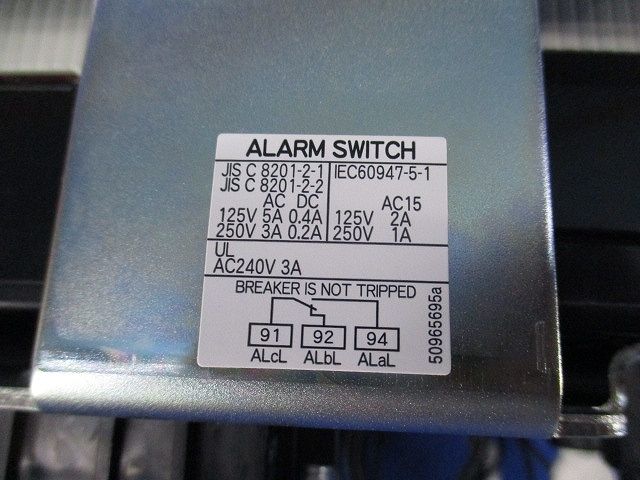 ALARM SWITCH
JIS C 8201-2-1
JIS C 8201-2-2
AC DC
125V 5A 0.4A
250V 3A 0.2A
IEC60947-5-1
AC15
125V 2A
250V 1A
UL
AC240V 3A
BREAKER IS NOT TRIPPED
91 92 94
ALcL ALbL ALaL
50965695a